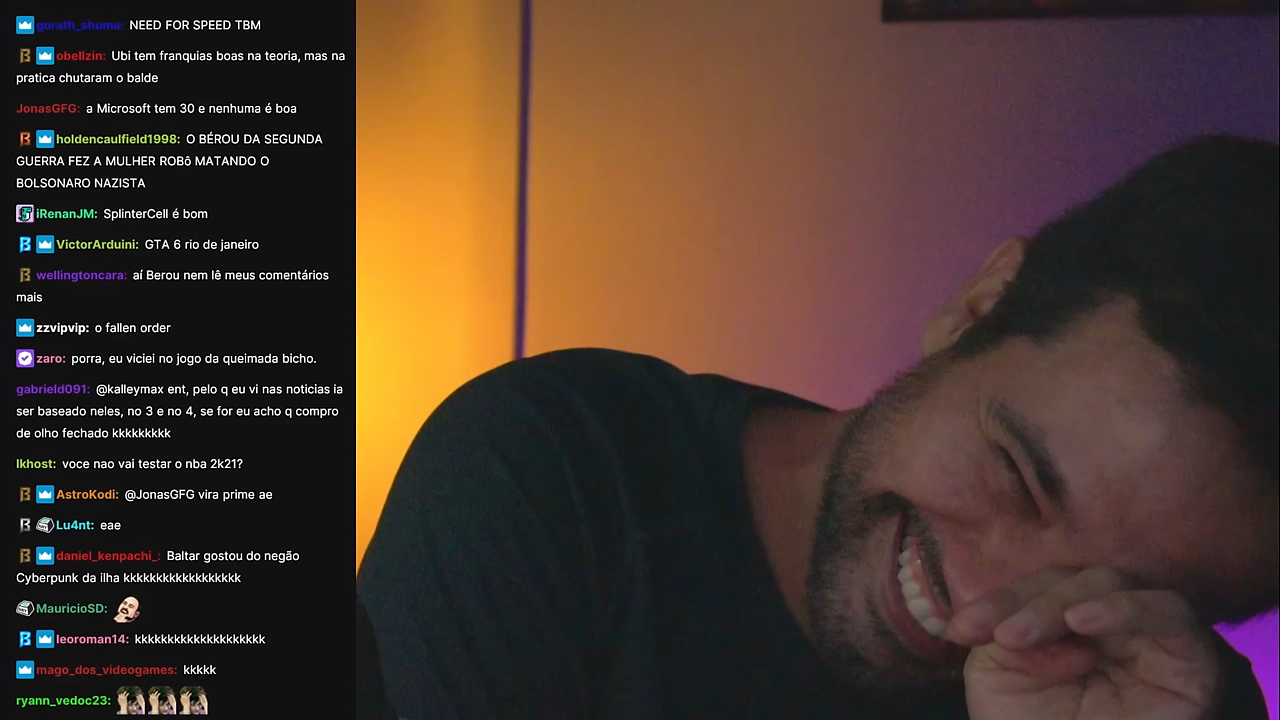 gorath_shuma: NEED FOR SPEED TBM
obellzin: Ubi tem franquias boas na teoria, mas na
pratica chutaram o balde
JonasGFG: a Microsoft tem 30 e nenhuma é boa
holdencaulfield1998: O BÉROU DA SEGUNDA
GUERRA FEZ A MULHER ROBô MATANDO O
BOLSONARO NAZISTA
iRenanJM: SplinterCell é bom
VictorArduini: GTA 6 rio de janeiro
wellingtoncara: aí Berou nem lê meus comentários
mais
zzvipvip: o fallen order
zaro: porra, eu viciei no jogo da queimada bicho.
gabrield091: @kalleymax ent, pelo q eu vi nas noticias ia
ser baseado neles, no 3 e no 4, se for eu acho q compro
de olho fechado kkkkkkkkk
lkhost: voce nao vai testar o nba 2k21?
AstroKodi: @JonasGFG vira prime ae
Lu4nt: eae
daniel_kenpachi_: Baltar gostou do negão
Cyberpunk da ilha kkkkkkkkkkkkkkkkkk
MauricioSD:
leoroman14: kkkkkkkkkkkkkkkkkkkk
mago_dos_videogames: kkkkk
ryann_vedoc23: